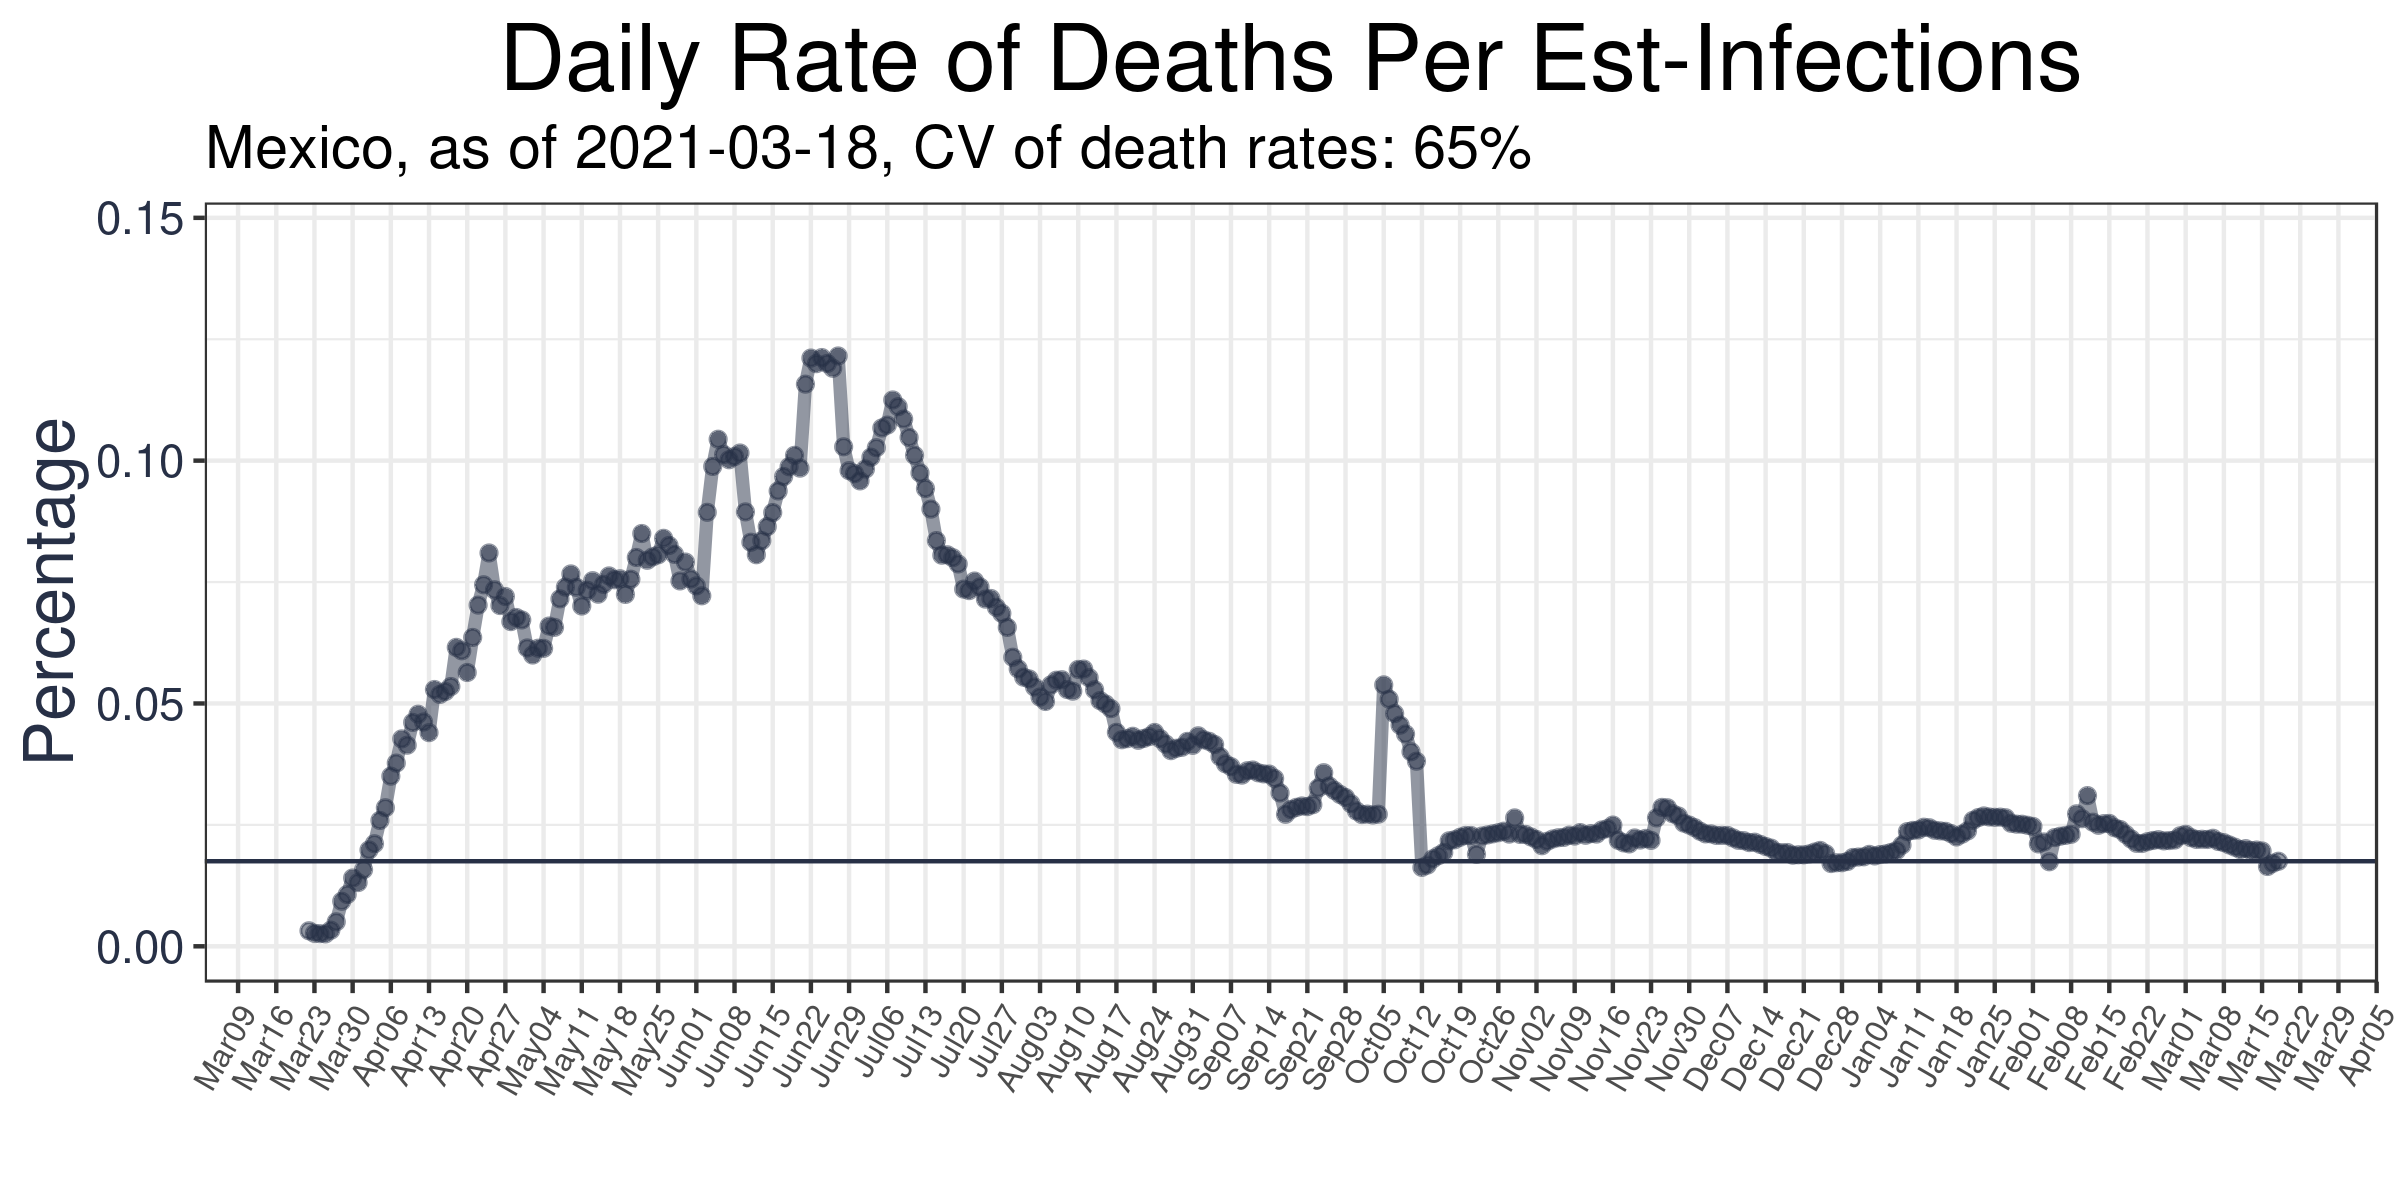 Daily Rate of Deaths Per Est-Infections
Mexico, as of 2021-03-18, CV of death rates: 65%
Percentage
0.15
0.10
0.05
0.00
Mar09
Mar16
Mar23
Mar30
Apr06
Apr13
Apr20
Apr27
May04
May11
May18
May25
Jun01
Jun08
Jun15
Jun22
Jun29
Jul06
Jul13
Jul20
Jul27
Aug03
Aug10
Aug17
Aug24
Aug31
Sep07
Sep14
Sep21
Sep28
Oct05
Oct12
Oct19
Oct26
Nov02
Nov09
Nov16
Nov23
Nov30
Dec07
Dec14
Dec21
Dec28
Jan04
Jan11
Jan18
Jan25
Feb01
Feb08
Feb15
Feb22
Mar01
Mar08
Mar15
Mar22
Mar29
Apr05